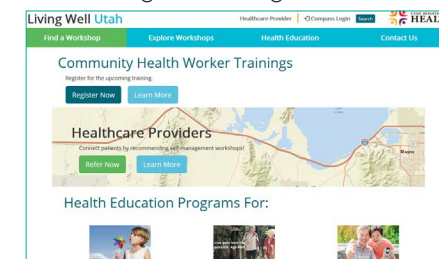 Living Well Utah
Healthcare Provider Compass Login Search
HEAL
Find a Workshop Explore Workshops Health Education Contact Us
Community Health Worker Trainings
Register for the upcoming training.
Register Now Learn More
Healthcare Providers
Connect patients by recommending self-management workshops!
Refer Now Learn More
Magna
Health Education Programs For: